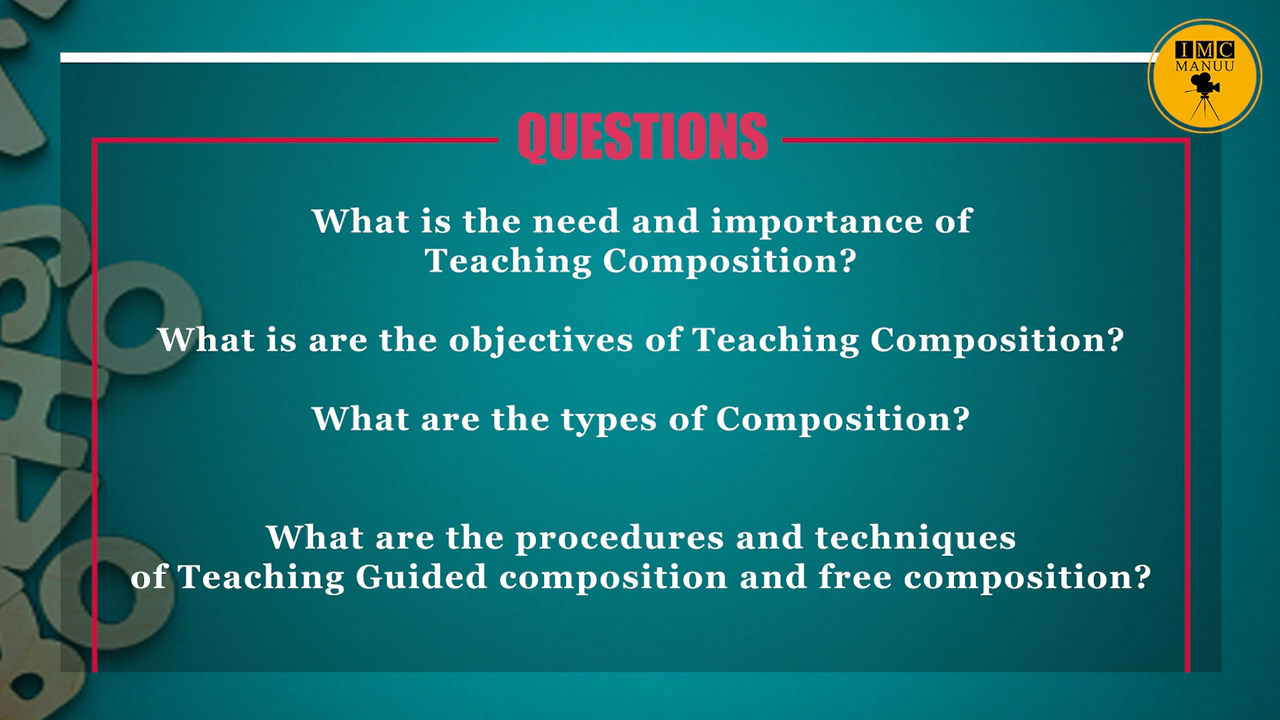 IMC
MANUU
QUESTIONS
What is the need and importance of
Teaching Composition?
What is are the objectives of Teaching Composition?
What are the types of Composition?
What are the procedures and techniques
of Teaching Guided composition and free composition?